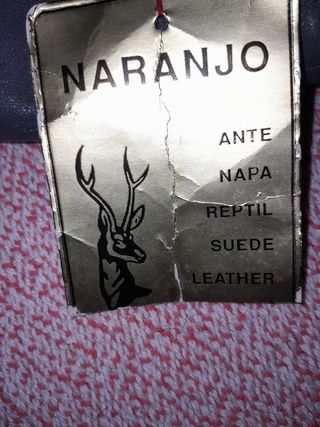 NARANJO
ANTE
NAPA
REPTIL
SUEDE
LEATHER